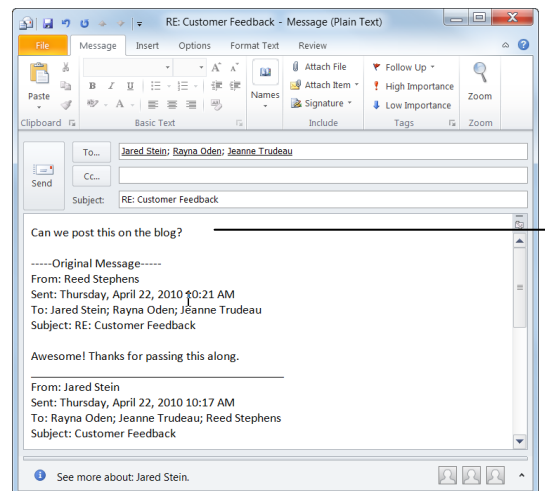 RE: Customer Feedback - Message (Plain Text)
File Message Insert Options Format Text Review
Paste
B I U
A
Names
Attach File
Attach Item
Signature
Follow Up
High Importance
Low Importance
Zoom
Clipboard Basic Text Include Tags Zoom
Send
To... Jared Stein; Rayna Oden; Jeanne Trudeau
Cc...
Subject: RE: Customer Feedback
Can we post this on the blog?
-----Original Message-----
From: Reed Stephens
Sent: Thursday, April 22, 2010 10:21 AM
To: Jared Stein; Rayna Oden; Jeanne Trudeau
Subject: RE: Customer Feedback
Awesome! Thanks for passing this along.
From: Jared Stein
Sent: Thursday, April 22, 2010 10:17 AM
To: Rayna Oden; Jeanne Trudeau; Reed Stephens
Subject: Customer Feedback
See more about: Jared Stein.